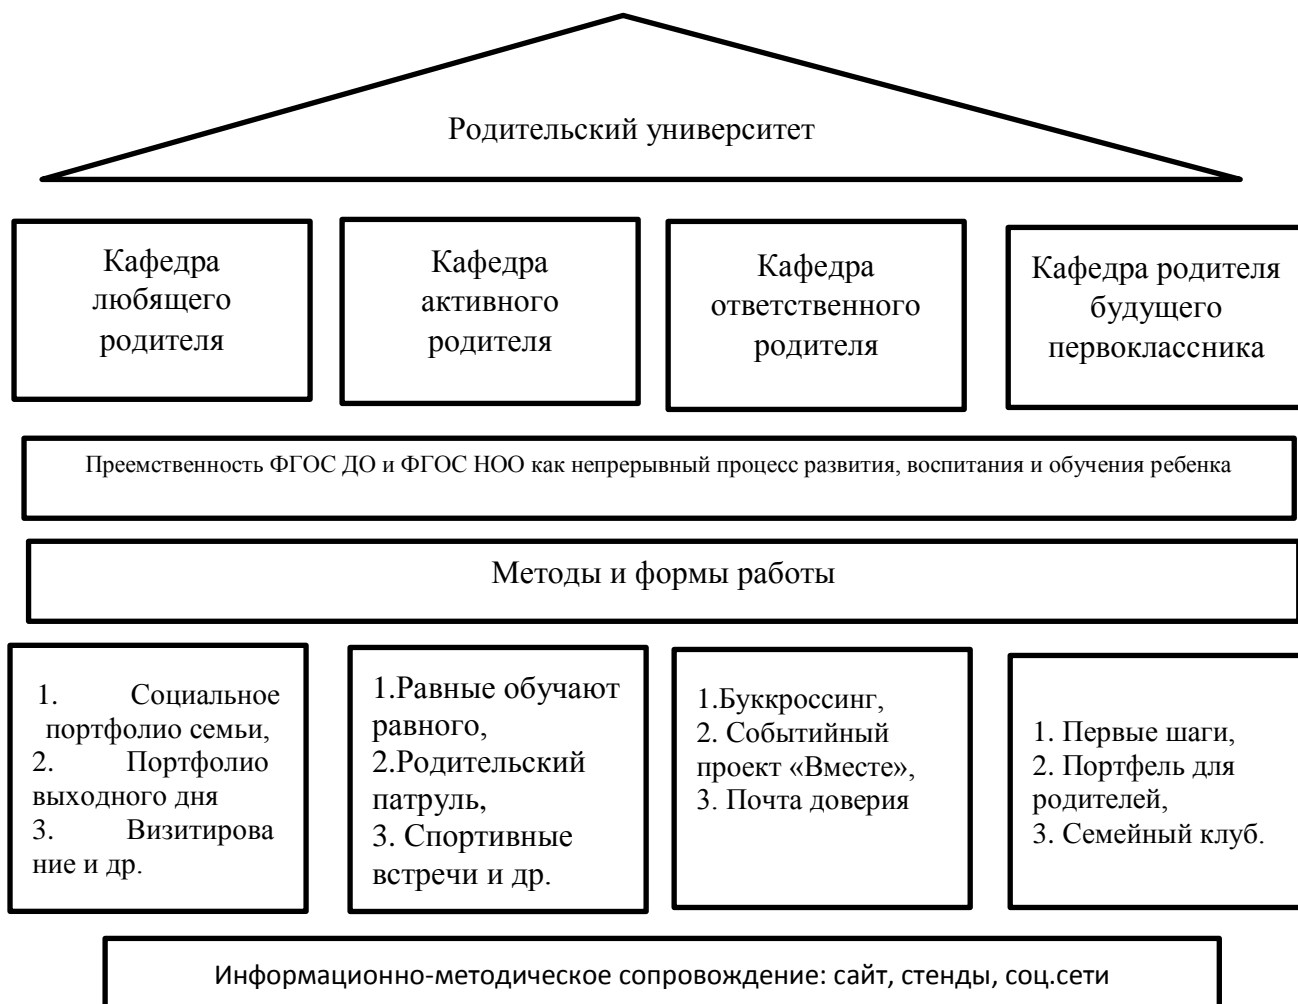 Родительский университет
Кафедра
любящего
родителя
Кафедра
активного
родителя
Кафедра
ответственного
родителя
Кафедра родителя
будущего
первоклассника
Преемственность ФГОС ДО и ФГОС НОО как непрерывный процесс развития, воспитания и обучения ребенка
Методы и формы работы
1. Социальное
портфолио семьи,
2. Портфолио
выходного дня
3. Визитирова
ние и др.
1.Равные обучают
равного,
2.Родительский
патруль,
3. Спортивные
встречи и др.
1.Буккроссинг,
2. Событийный
проект «Вместе»,
3. Почта доверия
1. Первые шаги,
2. Портфель для
родителей,
3. Семейный клуб.
Информационно-методическое сопровождение: сайт, стенды, соц.сети